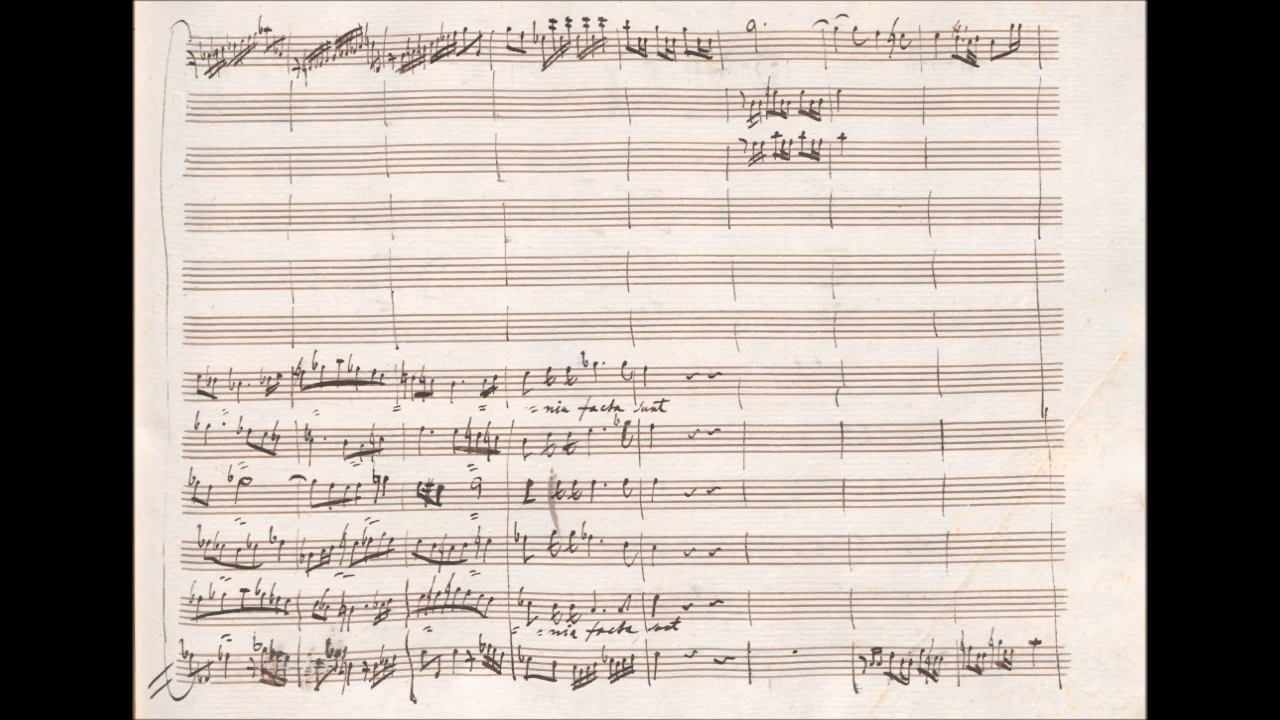 = nia facta sunt
= = nia facta sunt